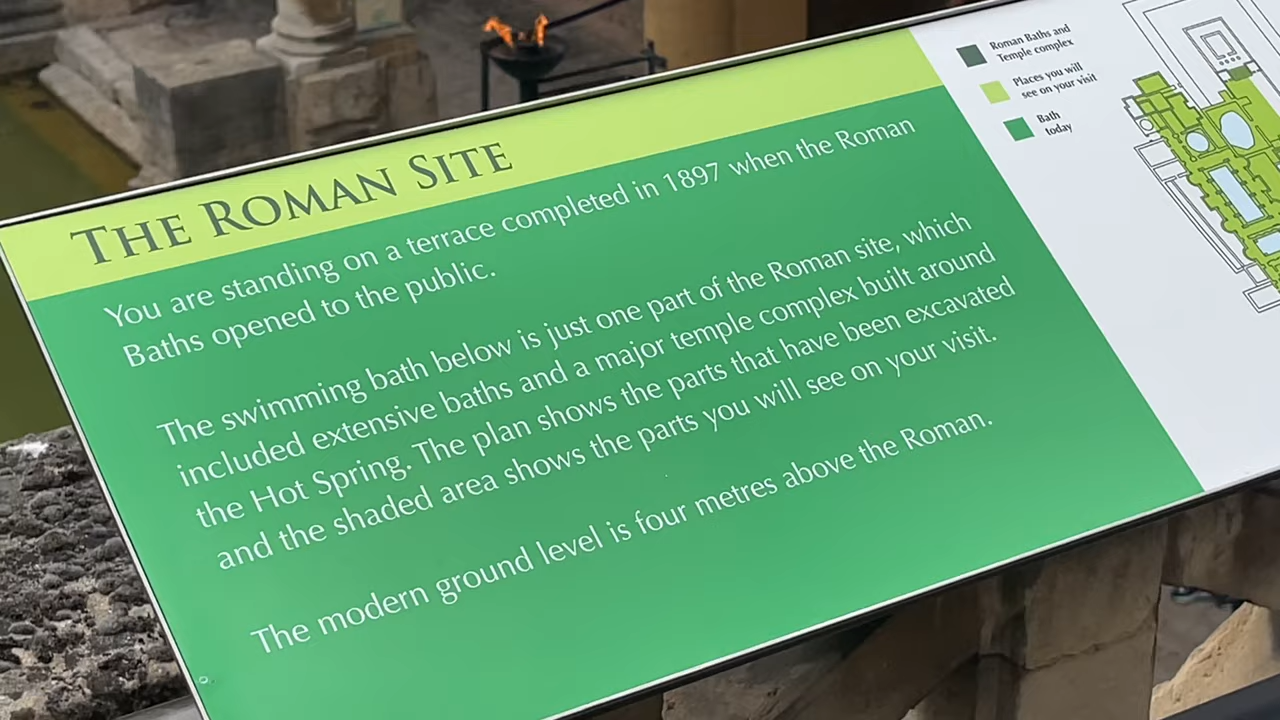 THE ROMAN SITE
You are standing on a terrace completed in 1897 when the Roman
Baths opened to the public.
The swimming bath below is just one part of the Roman site, which
included extensive baths and a major temple complex built around
the Hot Spring. The plan shows the parts that have been excavated
and the shaded area shows the parts you will see on your visit.
The modern ground level is four metres above the Roman.
Roman Baths and
Temple complex
Places you will
see on your visit
Bath
today